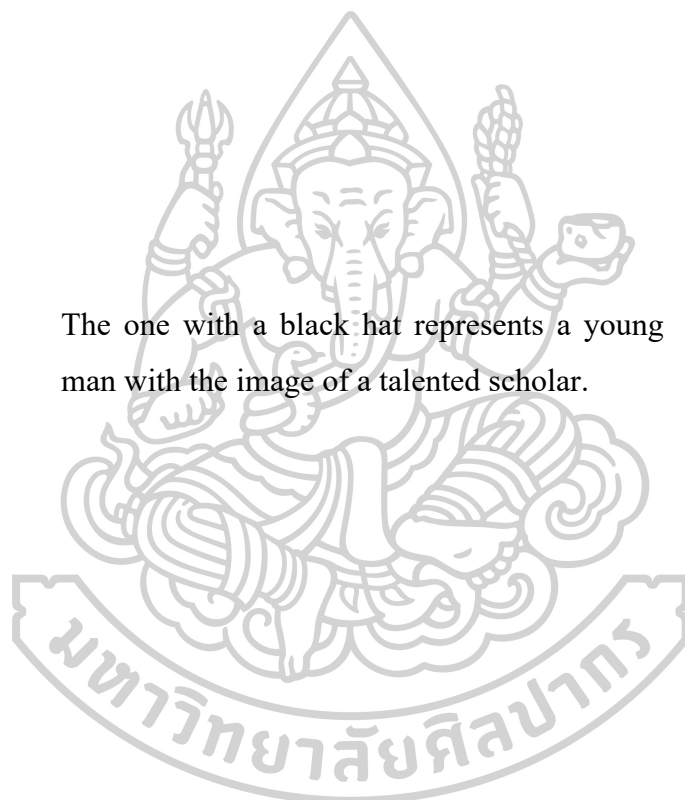 The one with a black hat represents a young
man with the image of a talented scholar.
มหาวิทยาลัยศิลปากร